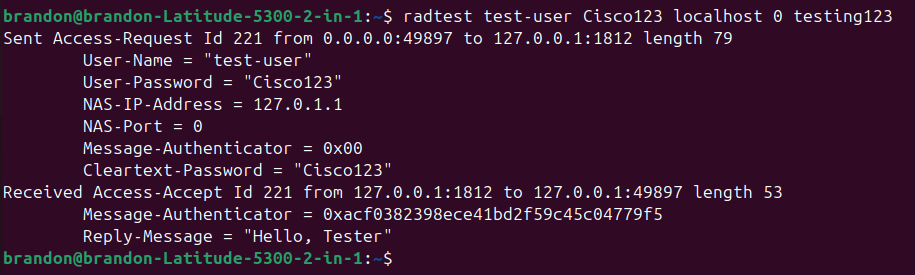 brandon@brandon-Latitude-5300-2-in-1:~$ radtest test-user Cisco123 localhost 0 testing123
Sent Access-Request Id 221 from 0.0.0.0:49897 to 127.0.0.1:1812 length 79
User-Name = "test-user"
User-Password = "Cisco123"
NAS-IP-Address = 127.0.1.1
NAS-Port = 0
Message-Authenticator = 0x00
Cleartext-Password = "Cisco123"
Received Access-Accept Id 221 from 127.0.0.1:1812 to 127.0.0.1:49897 length 53
Message-Authenticator = 0xacf0382398ece41bd2f59c45c04779f5
Reply-Message = "Hello, Tester"
brandon@brandon-Latitude-5300-2-in-1:~$